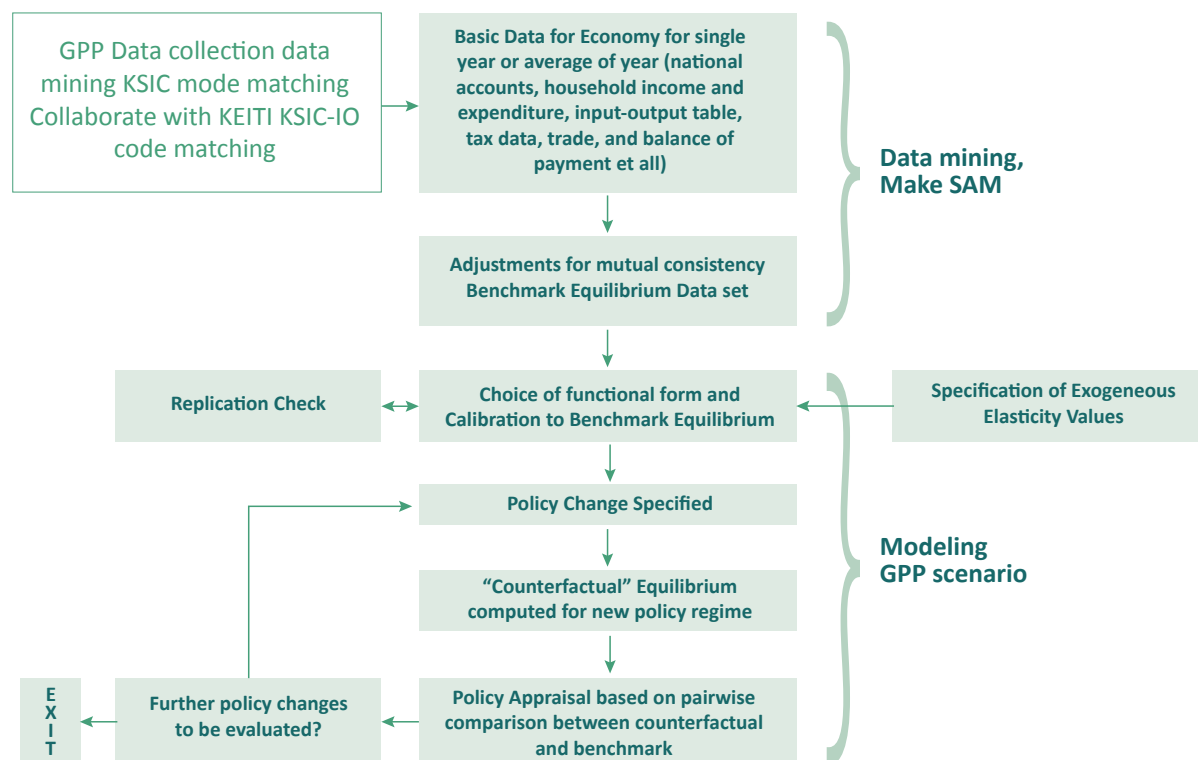 GPP Data collection data
mining KSIC mode matching
Collaborate with KEITI KSIC-IO
code matching
Basic Data for Economy for single
year or average of year (national
accounts, household income and
expenditure, input-output table,
tax data, trade, and balance of
payment et all)
Data mining,
Make SAM
Adjustments for mutual consistency
Benchmark Equilibrium Data set
Replication Check
Choice of functional form and
Calibration to Benchmark Equilibrium
Specification of Exogeneous
Elasticity Values
Policy Change Specified
Modeling
GPP scenario
“Counterfactual” Equilibrium
computed for new policy regime
E
X
I
T
Further policy changes
to be evaluated?
Policy Appraisal based on pairwise
comparison between counterfactual
and benchmark